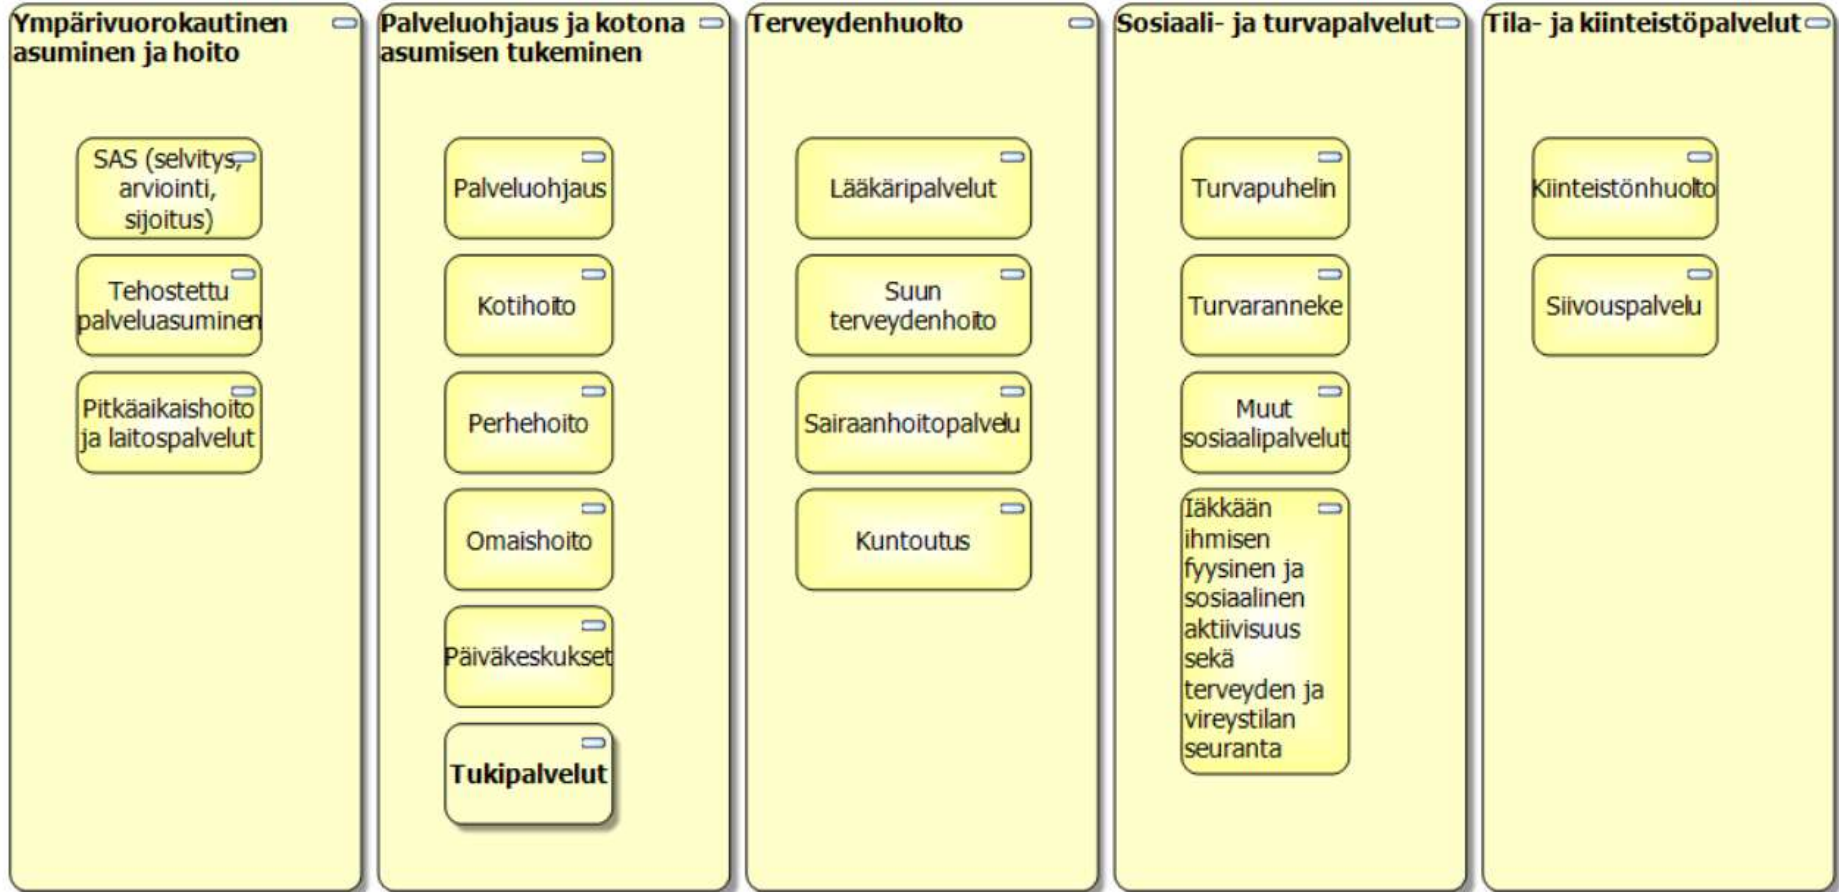 Ympärivuorokautinen
asuminen ja hoito
SAS (selvitys,
arviointi,
sijoitus)
Tehostettu
palveluasuminen
Pitkäaikaishoito
ja laitospalvelut
Palveluohjaus ja kotona
asumisen tukeminen
Palveluohjaus
Kotihoito
Perhehoito
Omaishoito
Päiväkeskukset
Tukipalvelut
Terveydenhuolto
Lääkäripalvelut
Suun
terveydenhoito
Sairaanhoitopalvelu
Kuntoutus
Sosiaali- ja turvapalvelut
Turvapuhelin
Turvaranneke
Muut
sosiaalipalvelut
Iäkkään
ihmisen
fyysinen ja
sosiaalinen
aktiivisuus
sekä
terveyden ja
vireystilan
seuranta
Tila- ja kiinteistöpalvelut
Kiinteistönhuolto
Siivouspalvelu